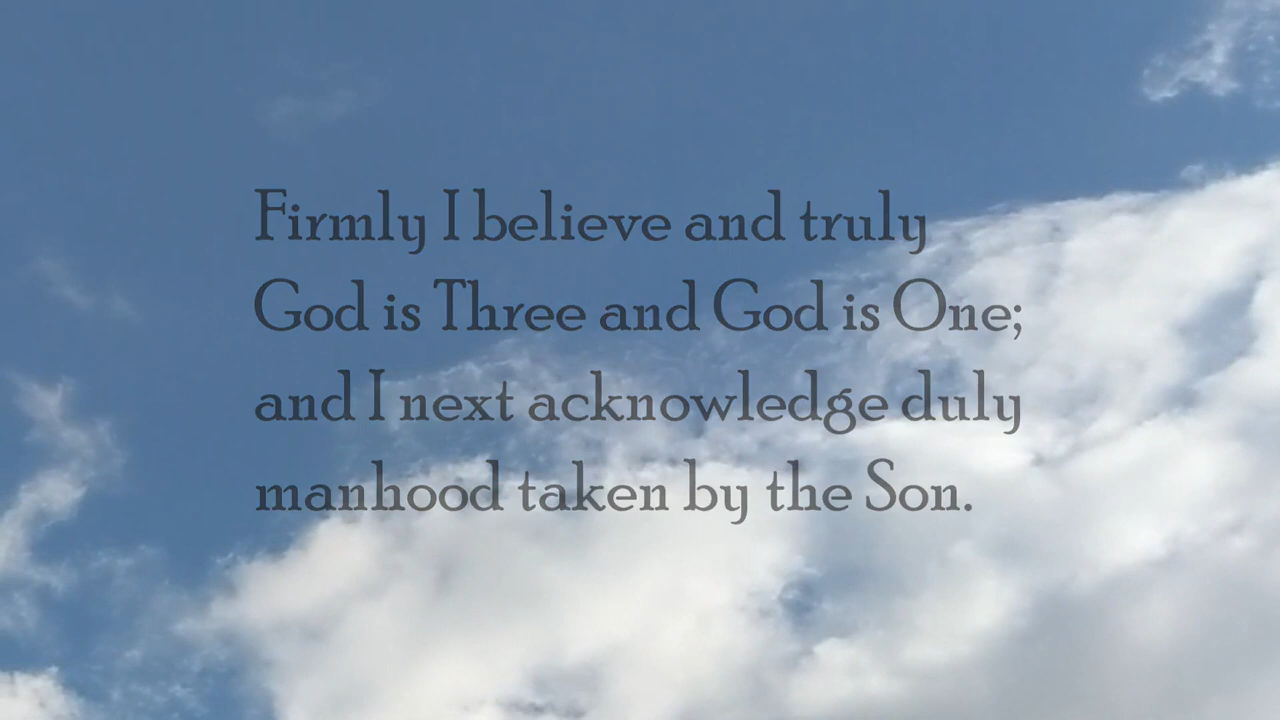 Firmly I believe and truly
God is Three and God is One;
and I next acknowledge duly
manhood taken by the Son.